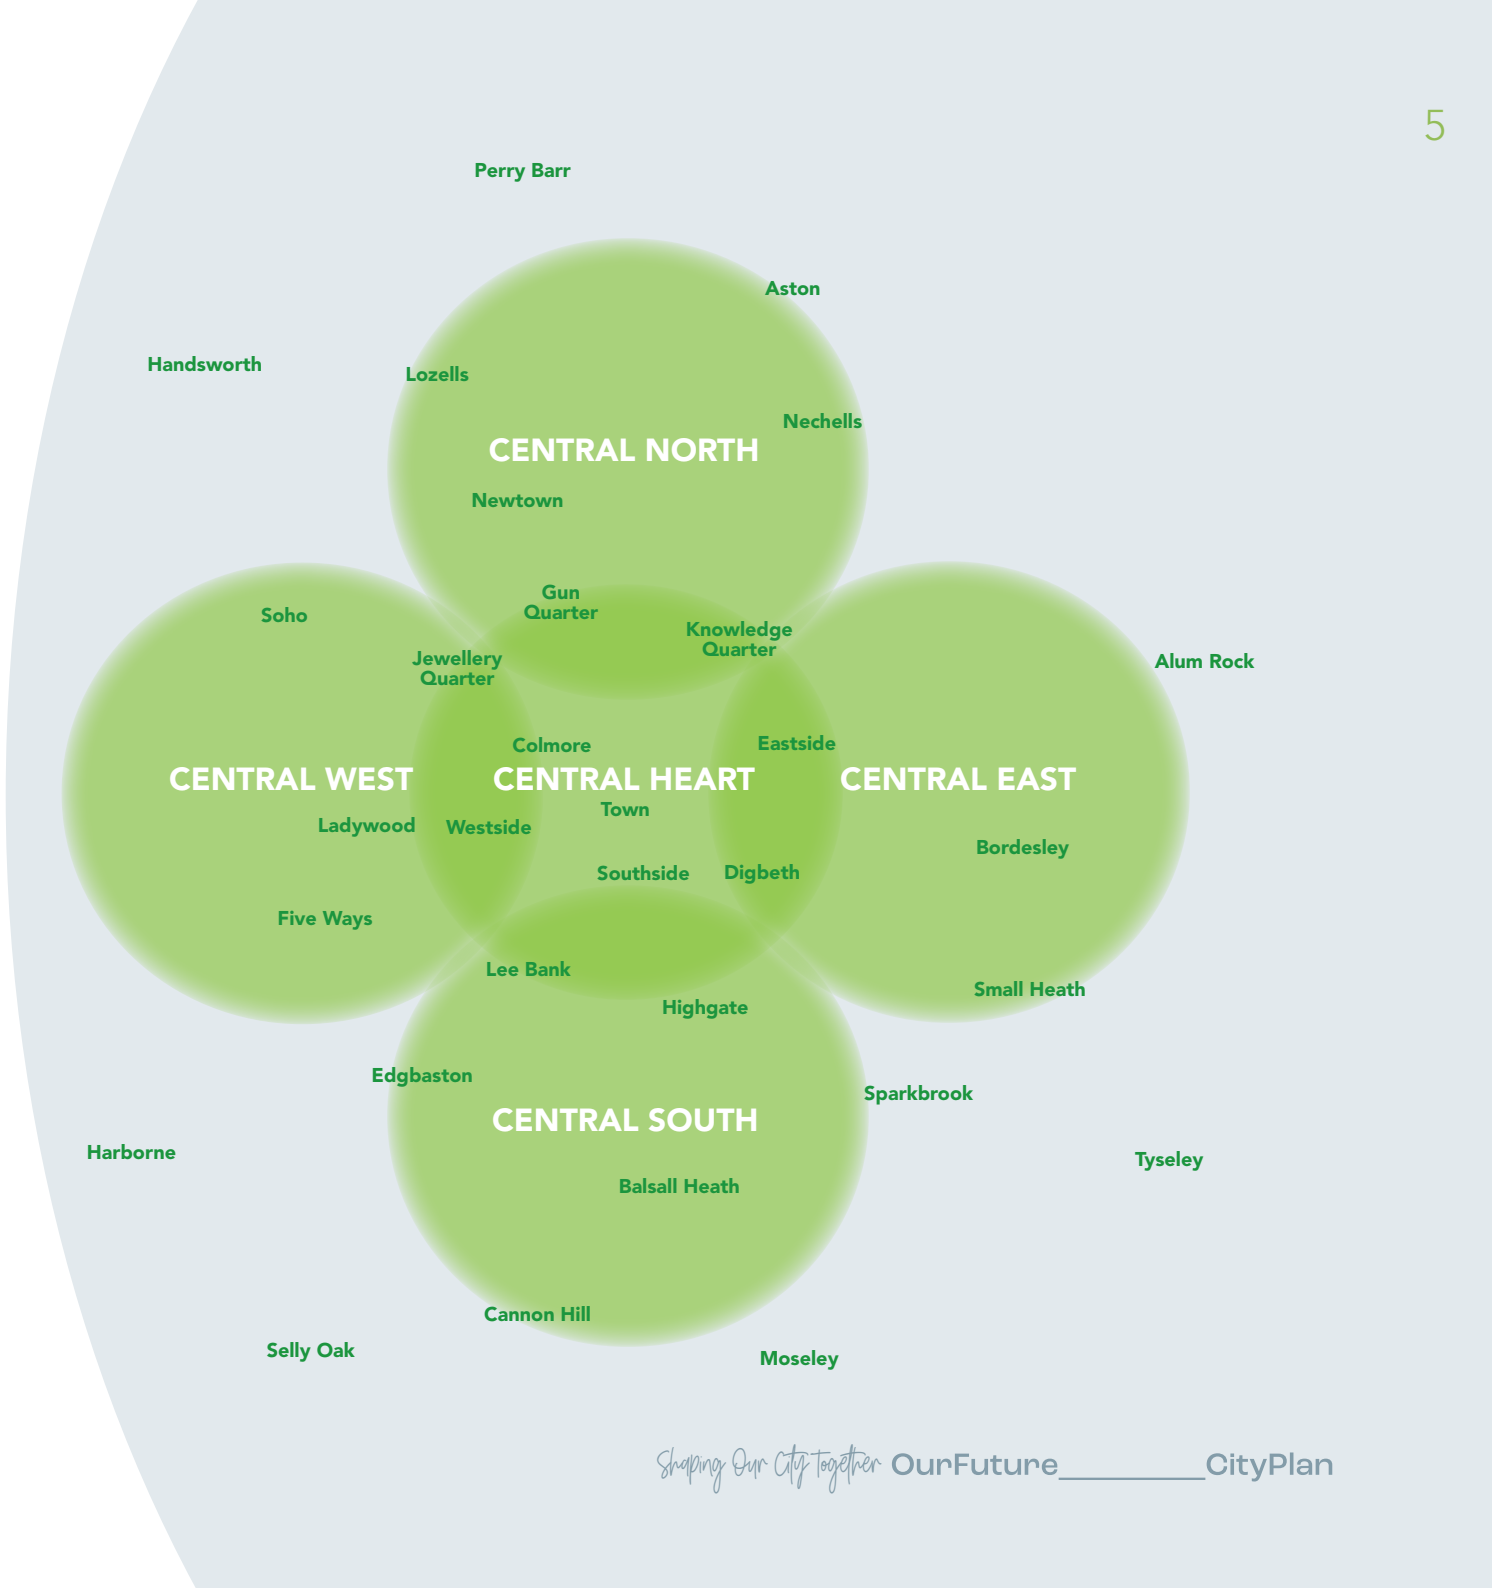 5
Perry Barr
Aston
Handsworth
Lozells
Nechells
CENTRAL NORTH
Newtown
Gun
Quarter
Soho
Knowledge
Quarter
Jewellery
Quarter
Alum Rock
Colmore
Eastside
CENTRAL WEST
CENTRAL HEART
CENTRAL EAST
Town
Ladywood
Westside
Bordesley
Southside
Digbeth
Five Ways
Lee Bank
Small Heath
Highgate
Edgbaston
Sparkbrook
CENTRAL SOUTH
Harborne
Tyseley
Balsall Heath
Cannon Hill
Selly Oak
Moseley
Shaping Our City Together OurFuture__________CityPlan